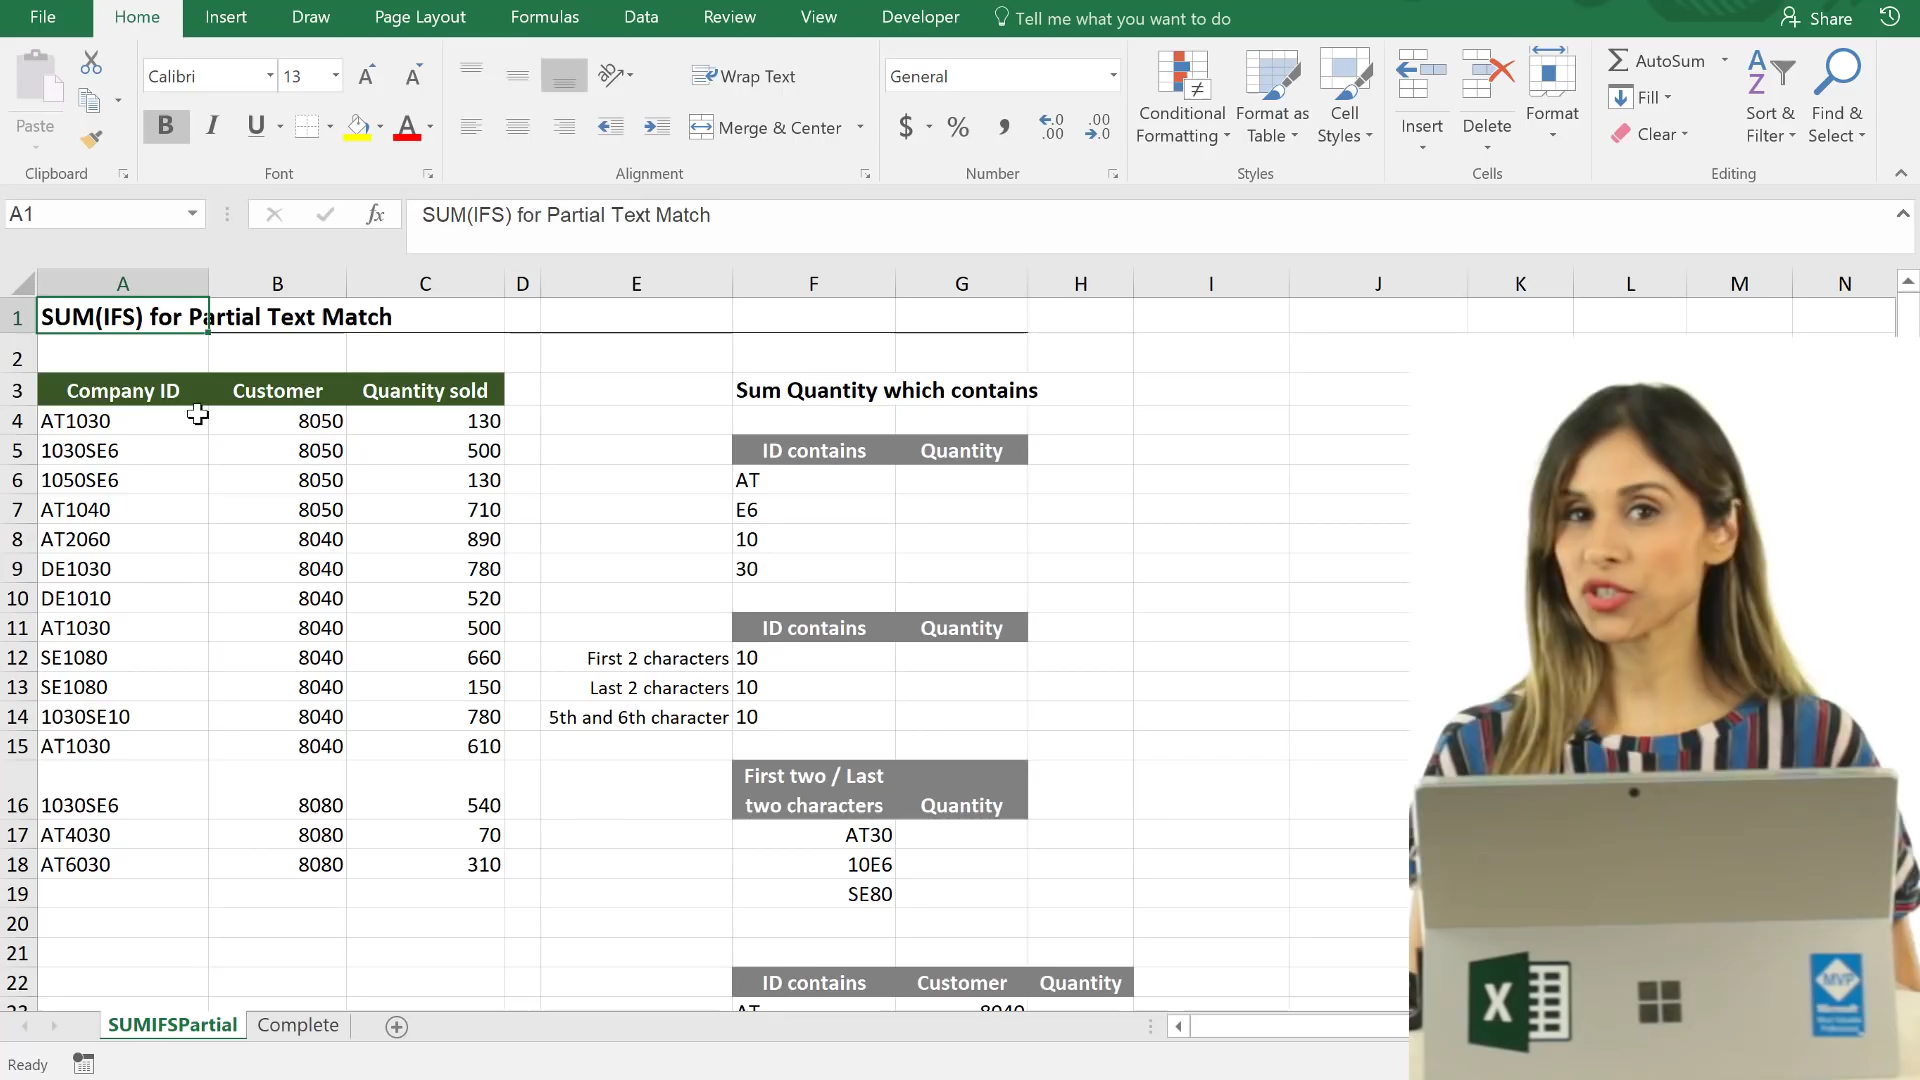 File Home Insert Draw Page Layout Formulas Data Review View Developer Tell me what you want to do Share
Calibri 13 Wrap Text General AutoSum
Paste B I U A Merge & Center $ % Conditional Formatting Format as Table Cell Styles Insert Delete Format Fill Clear Sort & Filter Find & Select
Clipboard Font Alignment Number Styles Cells Editing
A1 fx SUM(IFS) for Partial Text Match
A B C D E F G H I J K L M N
1 SUM(IFS) for Partial Text Match
2
3 Company ID Customer Quantity sold Sum Quantity which contains
4 AT1030 8050 130
5 1030SE6 8050 500 ID contains Quantity
6 1050SE6 8050 130 AT
7 AT1040 8050 710 E6
8 AT2060 8040 890 10
9 DE1030 8040 780 30
10 DE1010 8040 520
11 AT1030 8040 500 ID contains Quantity
12 SE1080 8040 660 First 2 characters 10
13 SE1080 8040 150 Last 2 characters 10
14 1030SE10 8040 780 5th and 6th character 10
15 AT1030 8040 610
First two / Last
16 1030SE6 8080 540 two characters Quantity
17 AT4030 8080 70 AT30
18 AT6030 8080 310 10E6
19 SE80
20
21
22 ID contains Customer Quantity
AT 8040
SUMIFSPartial Complete
Ready
X
MVP
Microsoft